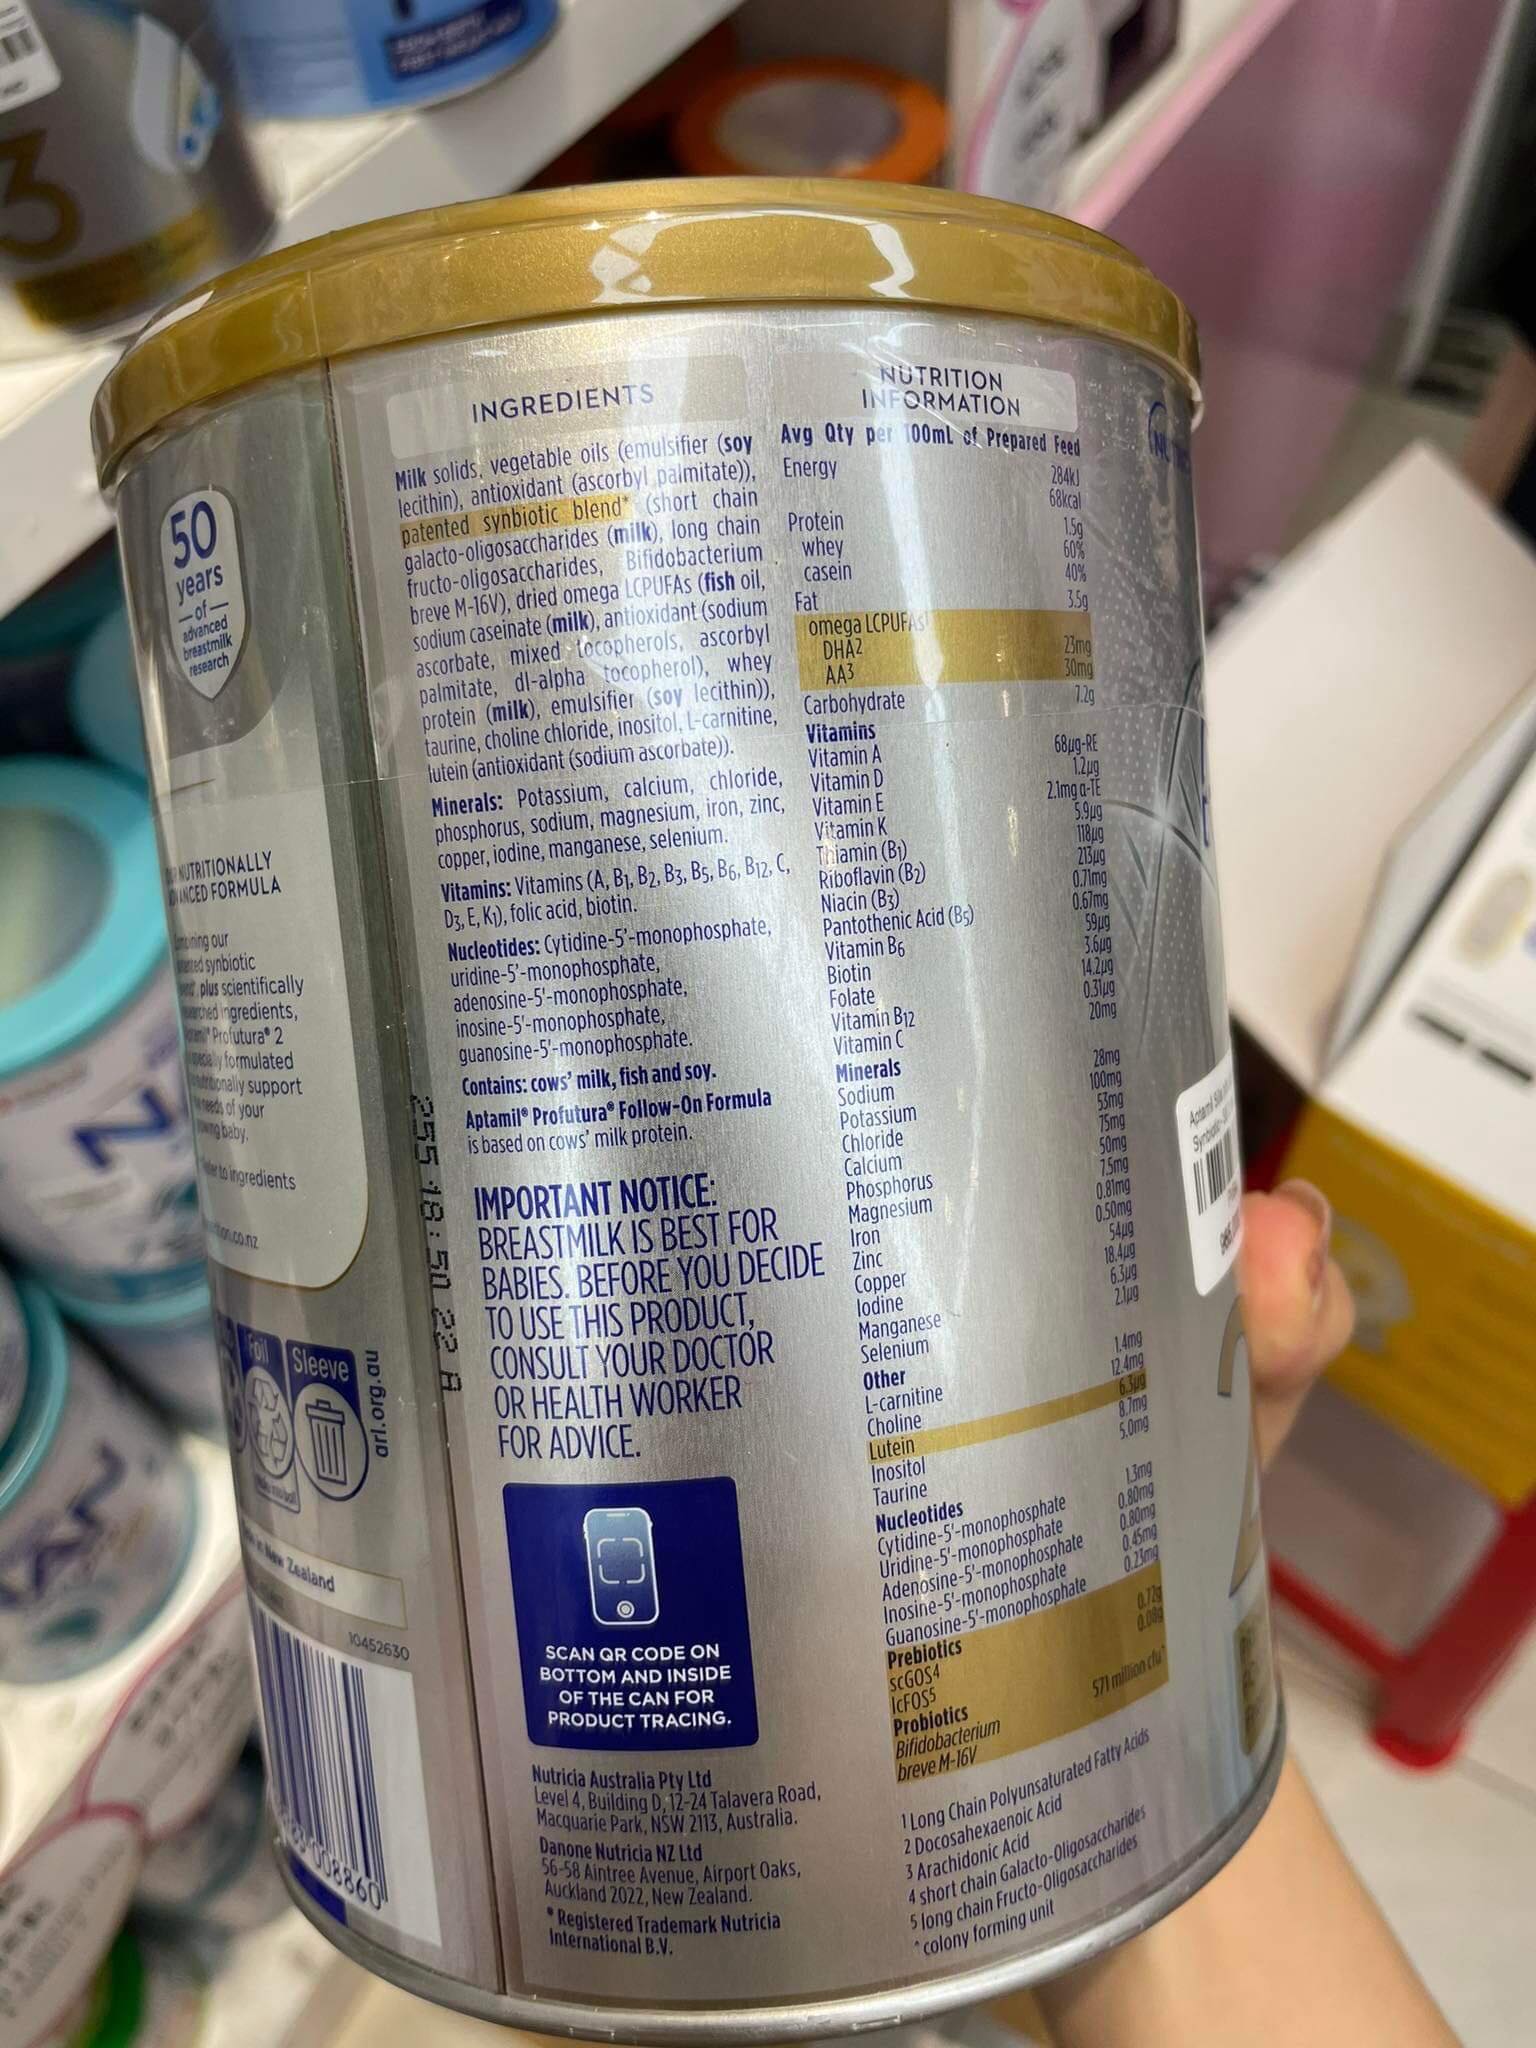 3
50
years
of
advanced
breastmilk
research
NUTRITIONALLY
FORMULA
our
synbiotic
plus scientifically
ingredients,
Profutura® 2
formulated
support
needs of your
baby.
to ingredients
Foil
Sleeve
arl.org.au
in New Zealand
10452630
255 18:50 22 A
INGREDIENTS
Milk solids, vegetable oils (emulsifier (soy
lecithin), antioxidant (ascorbyl palmitate)),
patented synbiotic blend* (short chain
galacto-oligosaccharides (milk), long chain
fructo-oligosaccharides, Bifidobacterium
breve M-16V), dried omega LCPUFAs (fish oil,
sodium caseinate (milk), antioxidant (sodium
ascorbate, mixed tocopherols, ascorbyl
palmitate, dl-alpha tocopherol), whey
protein (milk), emulsifier (soy lecithin)),
taurine, choline chloride, inositol, L-carnitine,
lutein (antioxidant (sodium ascorbate)).
Minerals: Potassium, calcium, chloride,
phosphorus, sodium, magnesium, iron, zinc,
copper, iodine, manganese, selenium.
Vitamins: Vitamins (A, B1, B2, B3, B5, B6, B12, C,
D3, E, K1), folic acid, biotin.
Nucleotides: Cytidine-5'-monophosphate,
uridine-5'-monophosphate,
adenosine-5'-monophosphate,
inosine-5'-monophosphate,
guanosine-5'-monophosphate.
Contains: cows' milk, fish and soy.
Aptamil® Profutura® Follow-On Formula
is based on cows' milk protein.
IMPORTANT NOTICE:
BREASTMILK IS BEST FOR
BABIES. BEFORE YOU DECIDE
TO USE THIS PRODUCT,
CONSULT YOUR DOCTOR
OR HEALTH WORKER
FOR ADVICE.
SCAN QR CODE ON
BOTTOM AND INSIDE
OF THE CAN FOR
PRODUCT TRACING.
Nutricia Australia Pty Ltd
Level 4, Building D, 12-24 Talavera Road,
Macquarie Park, NSW 2113, Australia.
Danone Nutricia NZ Ltd
56-58 Aintree Avenue, Airport Oaks,
Auckland 2022, New Zealand.
* Registered Trademark Nutricia
International B.V.
NUTRITION
INFORMATION
Avg Qty per 100mL of Prepared Feed
Energy 284kJ
68kcal
Protein 1.5g
whey 60%
casein 40%
Fat 3.5g
omega LCPUFAs1
DHA2 23mg
AA3 30mg
Carbohydrate 7.2g
Vitamins
Vitamin A 68µg-RE
Vitamin D 1.2µg
Vitamin E 2.1mg α-TE
Vitamin K 5.9µg
Thiamin (B1) 118µg
Riboflavin (B2) 213µg
Niacin (B3) 0.71mg
Pantothenic Acid (B5) 0.67mg
Vitamin B6 59µg
Biotin 3.6µg
Folate 14.2µg
Vitamin B12 0.31µg
Vitamin C 20mg
Minerals
Sodium 28mg
Potassium 100mg
Chloride 53mg
Calcium 75mg
Phosphorus 50mg
Magnesium 7.5mg
Iron 0.81mg
Zinc 0.50mg
Copper 54µg
Iodine 18.4µg
Manganese 6.3µg
Selenium 2.1µg
Other
L-carnitine 1.4mg
Choline 12.4mg
Lutein 6.3µg
Inositol 8.7mg
Taurine 5.0mg
Nucleotides
Cytidine-5'-monophosphate 1.3mg
Uridine-5'-monophosphate 0.80mg
Adenosine-5'-monophosphate 0.80mg
Inosine-5'-monophosphate 0.45mg
Guanosine-5'-monophosphate 0.23mg
Prebiotics
scGOS4 0.72g
lcFOS5 0.08g
Probiotics
Bifidobacterium 571 million cfu^
breve M-16V
1 Long Chain Polyunsaturated Fatty Acids
2 Docosahexaenoic Acid
3 Arachidonic Acid
4 short chain Galacto-Oligosaccharides
5 long chain Fructo-Oligosaccharides
^ colony forming unit